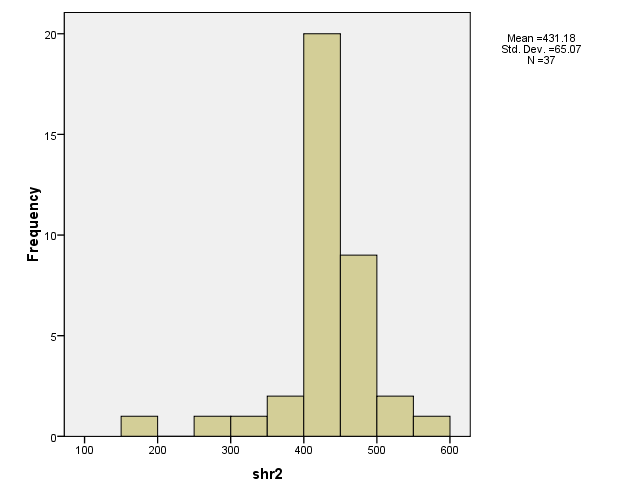 Mean =431.18
Std. Dev. =65.07
N =37
20
15
10
5
0
Frequency
100 200 300 400 500 600
shr2